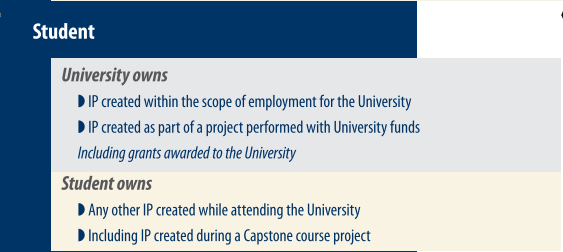 Student
University owns
◗ IP created within the scope of employment for the University
◗ IP created as part of a project performed with University funds
Including grants awarded to the University
Student owns
◗ Any other IP created while attending the University
◗ Including IP created during a Capstone course project